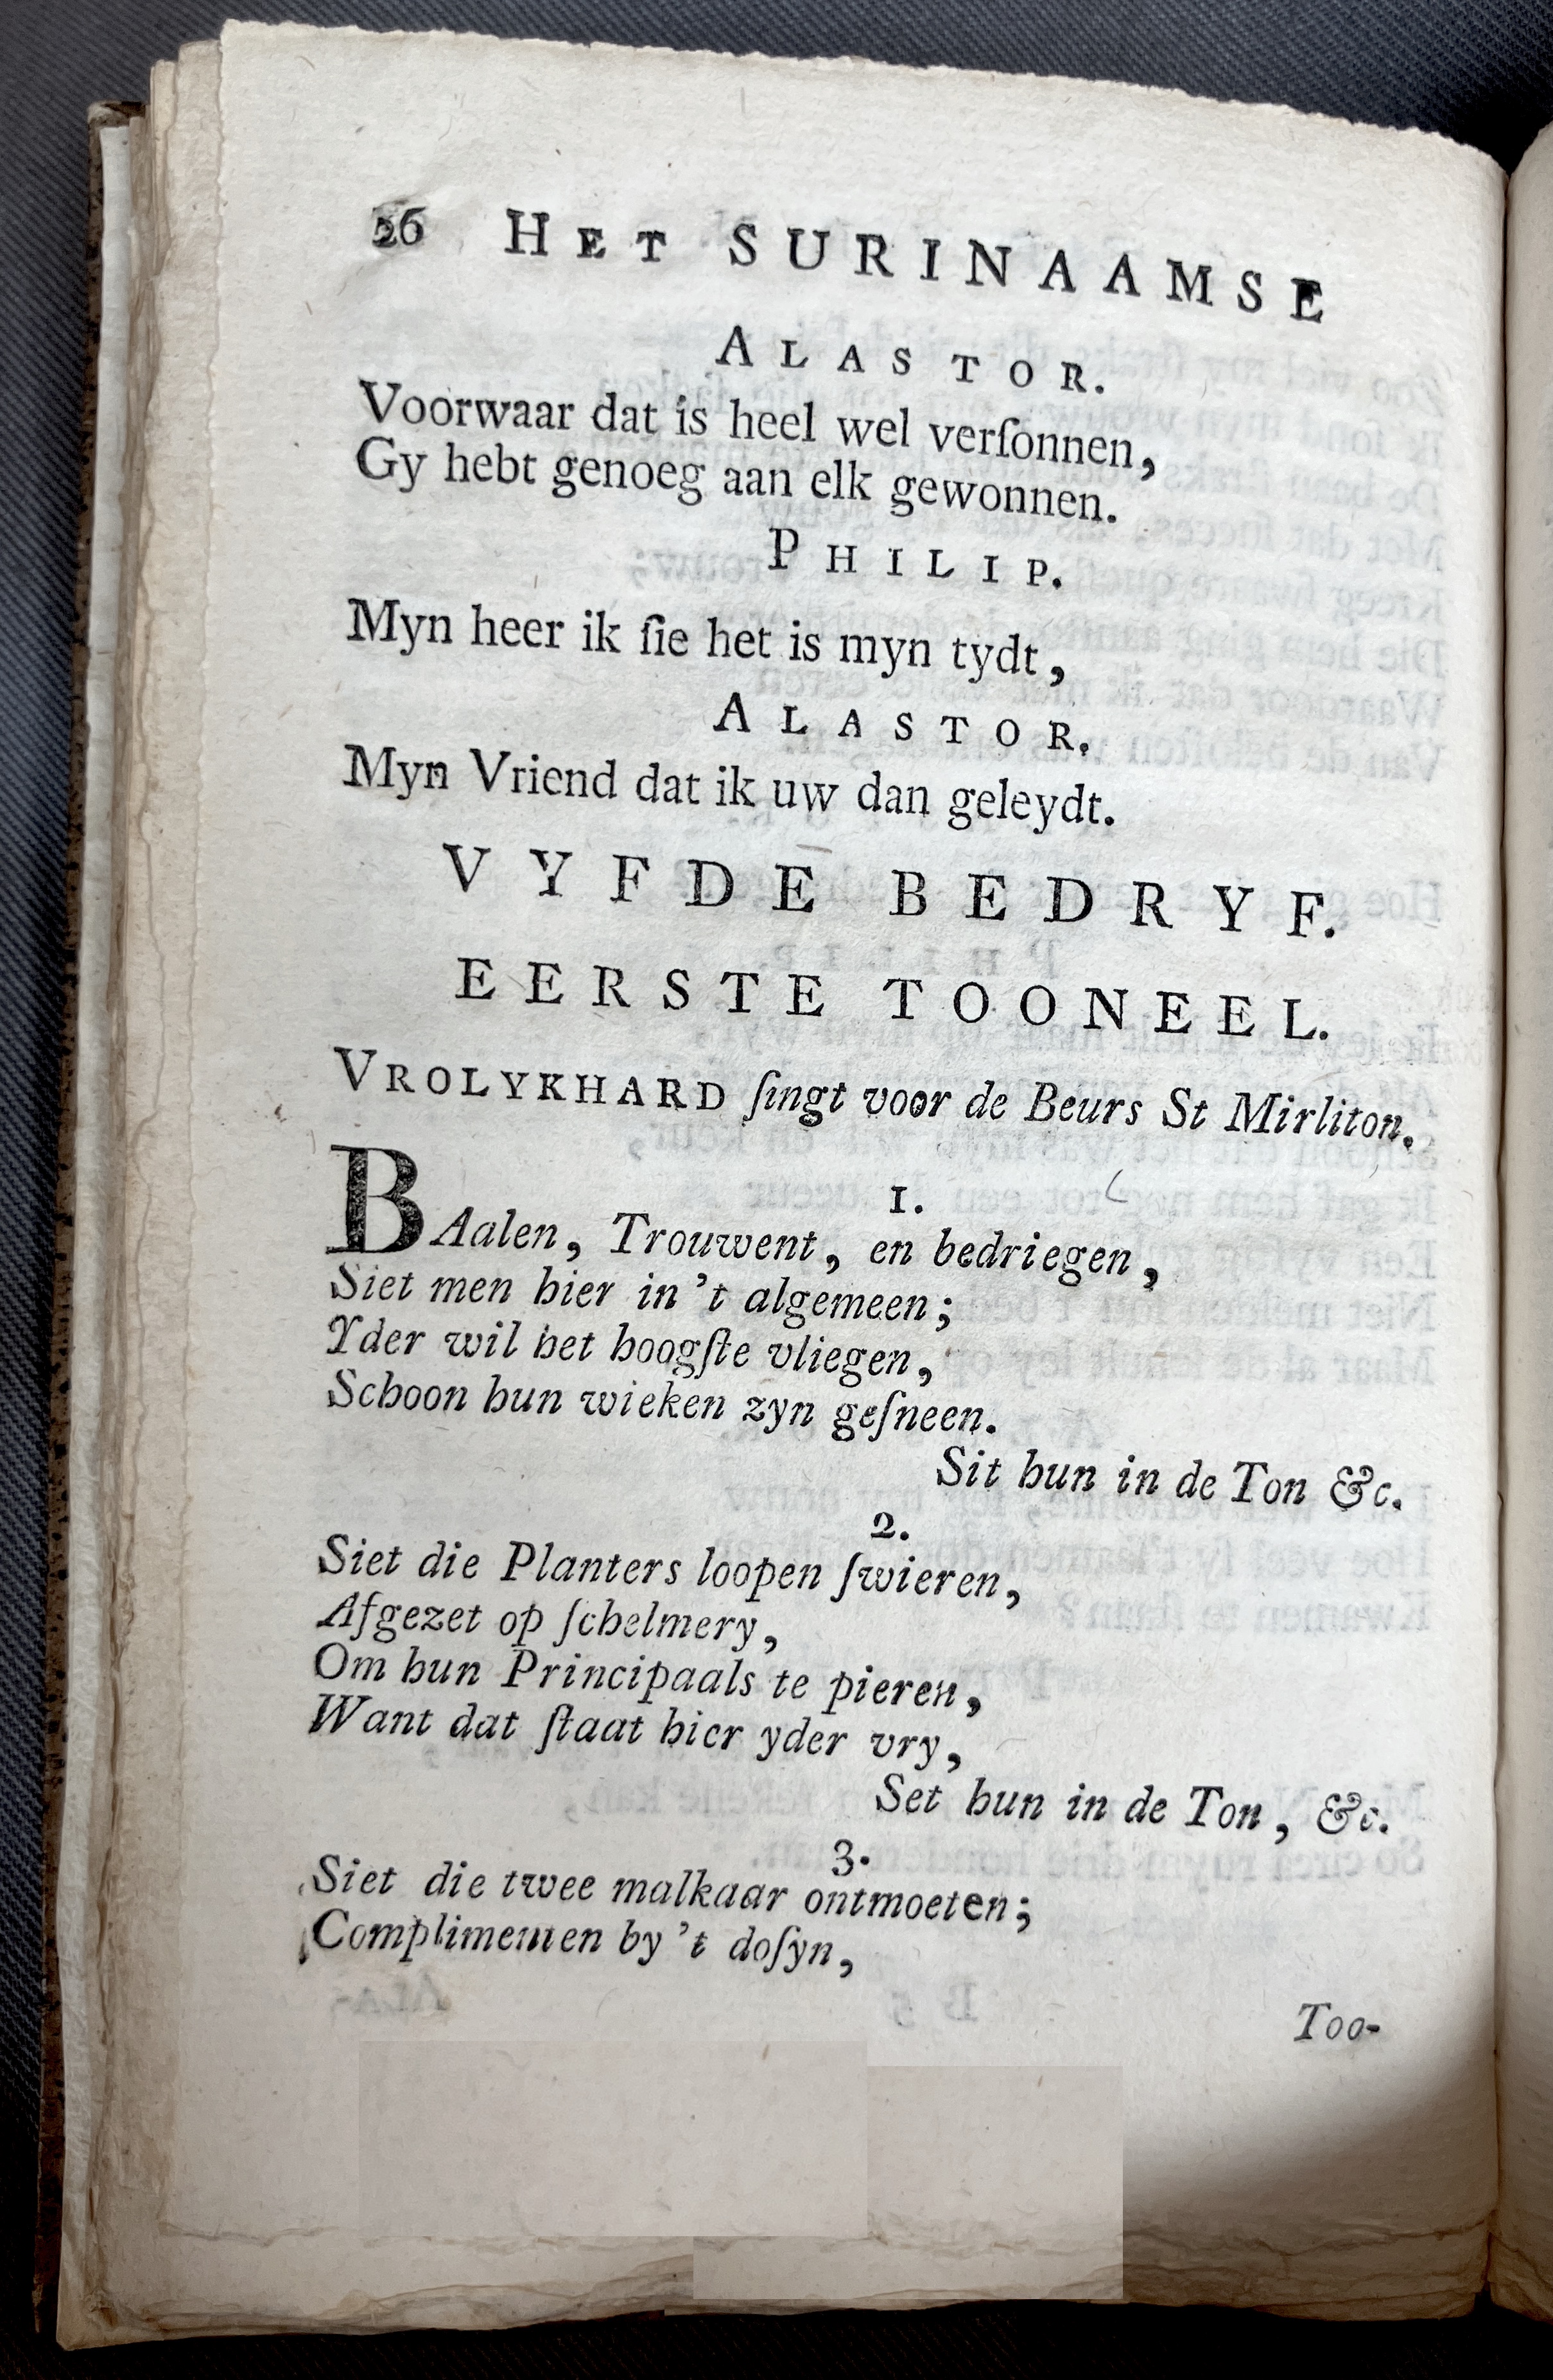 26 HET SURINAAMSE
ALASTOR.
Voorwaar dat is heel wel verſonnen,
Gy hebt genoeg aan elk gewonnen.
PHILIP.
Myn heer ik ſie het is myn tydt,
ALASTOR.
Myn Vriend dat ik uw dan geleydt.
VYFDE BEDRYF.
EERSTE TOONEEL.
VROLYKHARD ſingt voor de Beurs St Mirliton.
1.
BAalen, Trouwent, en bedriegen,
Siet men hier in 't algemeen;
Yder wil het hoogſte vliegen,
Schoon hun wieken zyn geſneen.
Sit hun in de Ton &c.
2.
Siet die Planters loopen ſwieren,
Afgezet op ſchelmery,
Om hun Principaals te pieren,
Want dat ſtaat hier yder vry,
Set hun in de Ton, &c.
3.
Siet die twee malkaar ontmoeten;
Complimenten by 't doſyn,
Too-